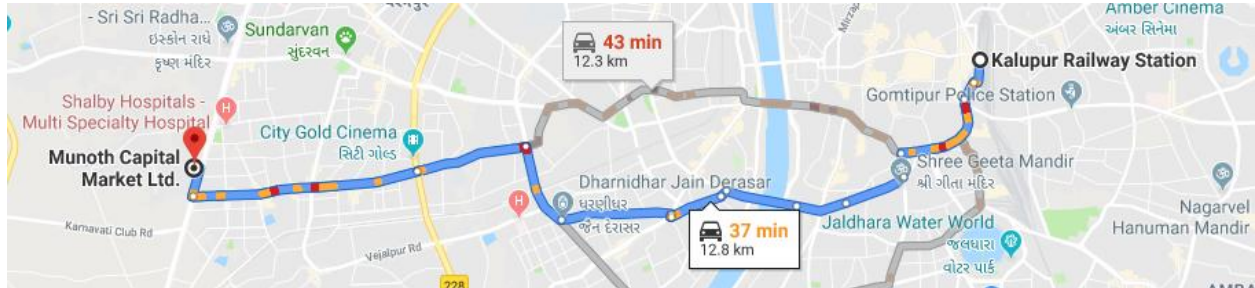 - Sri Sri Radha...
ઇસ્કોન રાધે
કૃષ્ણ મંદિર
Sundarvan
સુંદરવન
43 min
12.3 km
Mirzap
Amber Cinema
અંબર સિનેમા
Kalupur Railway Station
Gomtipur Police Station
Shalby Hospitals -
Multi Specialty Hospital
City Gold Cinema
સિટી ગોલ્ડ
Munoth Capital
Market Ltd.
Shree Geeta Mandir
શ્રી ગીતા મંદિર
Dharnidhar Jain Derasar
ધરણીધર
જૈન દેરાસર
37 min
12.8 km
Jaldhara Water World
જલધારા
વોટર પાર્ક
Nagarvel
Hanuman Mandir
Karnavati Club Rd
Vejalpur Rd
228